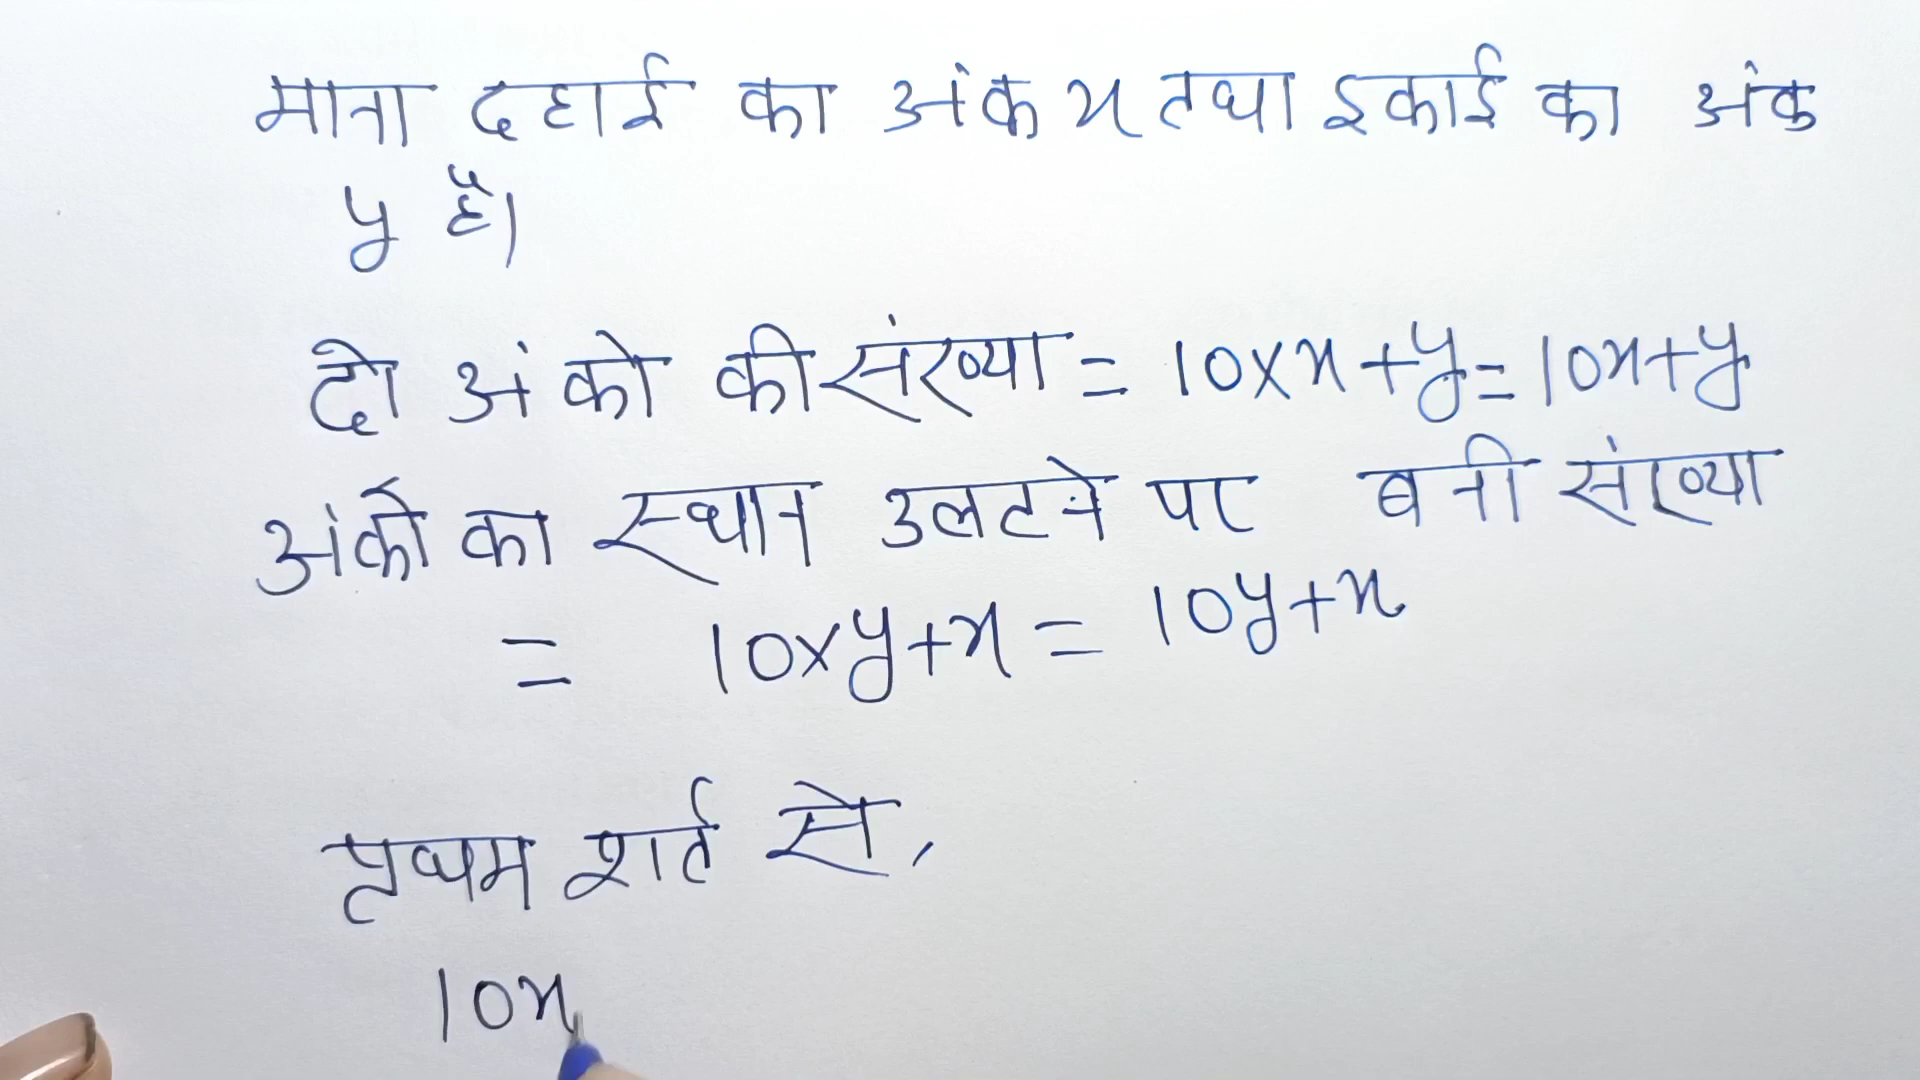 माना दहाई का अंक x तथा इकाई का अंक
y है।
दो अंको की संख्या = 10×x+y=10x+y
अंको का स्थान उलटने पर बनी संख्या
= 10×y+x = 10y+x
प्रथम शर्त से,
10x